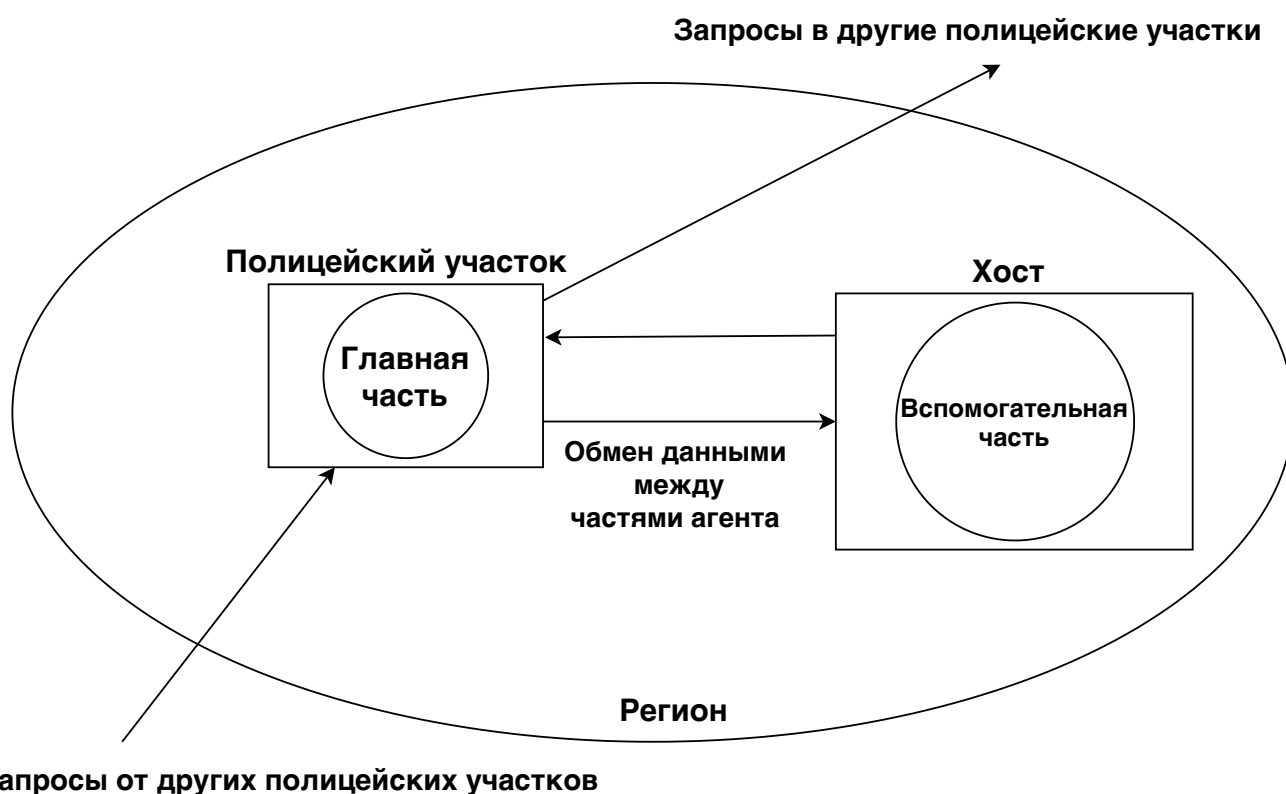 Запросы в другие полицейские участки
Полицейский участок
Хост
Главная
часть
Вспомогательная
часть
Обмен данными
между
частями агента
Регион
апросы от других полицейских участков